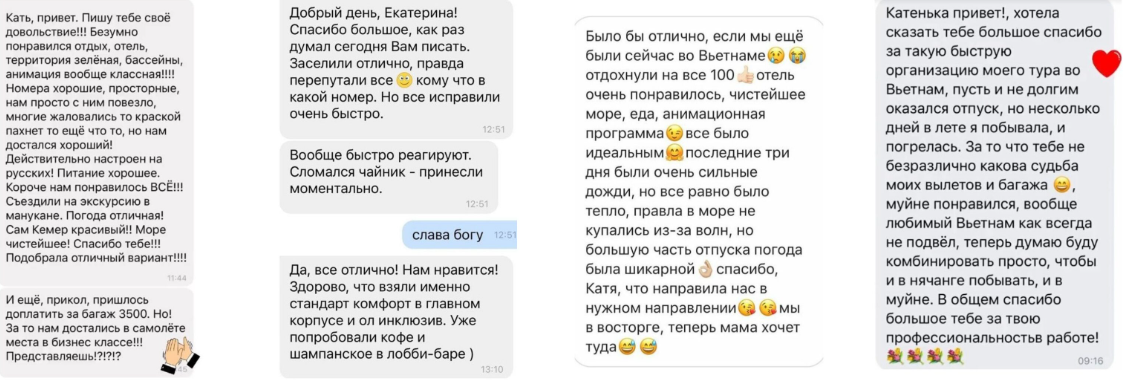 Кать, привет. Пишу тебе своё
довольствие!!! Безумно
понравился отдых, отель,
территория зелёная, бассейны,
анимация вообще классная!!!!
Номера хорошие, просторные,
нам просто с ним повезло,
многие жаловались то краской
пахнет то ещё что то, но нам
достался хороший!
Действительно настроен на
русских! Питание хорошее.
Короче нам понравилось ВСЁ!!!
Съездили на экскурсию в
манукане. Погода отличная!
Сам Кемер красивый!! Море
чистейшее! Спасибо тебе!!!
Подобрала отличный вариант!!!!
11:44
И ещё, прикол, пришлось
доплатить за багаж 3500. Но!
За то нам достались в самолёте
места в бизнес классе!!!
Представляешь!?!?!?
Добрый день, Екатерина!
Спасибо большое, как раз
думал сегодня Вам писать.
Заселили отлично, правда
перепутали все 🙂 кому что в
какой номер. Но все исправили
очень быстро.
12:51
Вообще быстро реагируют.
Сломался чайник - принесли
моментально.
12:51
слава богу 12:51
Да, все отлично! Нам нравится!
Здорово, что взяли именно
стандарт комфорт в главном
корпусе и ол инклюзив. Уже
попробовали кофе и
шампанское в лобби-баре )
13:10
Было бы отлично, если мы ещё
были сейчас во Вьетнаме😢😭
отдохнули на все 100👍🏻отель
очень понравилось, чистейшее
море, еда, анимационная
программа😉все было
идеальным🤗последние три
дня были очень сильные
дожди, но все равно было
тепло, правла в море не
купались из-за волн, но
большую часть отпуска погода
была шикарной👌🏻спасибо,
Катя, что направила нас в
нужном направлении😘😘мы
в восторге, теперь мама хочет
туда😅😅
Катенька привет!, хотела
сказать тебе большое спасибо
за такую быструю
организацию моего тура во
Вьетнам, пусть и не долгим
оказался отпуск, но несколько
дней в лете я побывала, и
погрелась. За то что тебе не
безразлично какова судьба
моих вылетов и багажа 😄,
муйне понравился, вообще
любимый Вьетнам как всегда
не подвёл, теперь думаю буду
комбинировать просто, чтобы
и в нячанге побывать, и в
муйне. В общем спасибо
большое тебе за твою
профессиональностьв работе!
💐💐💐💐
09:16